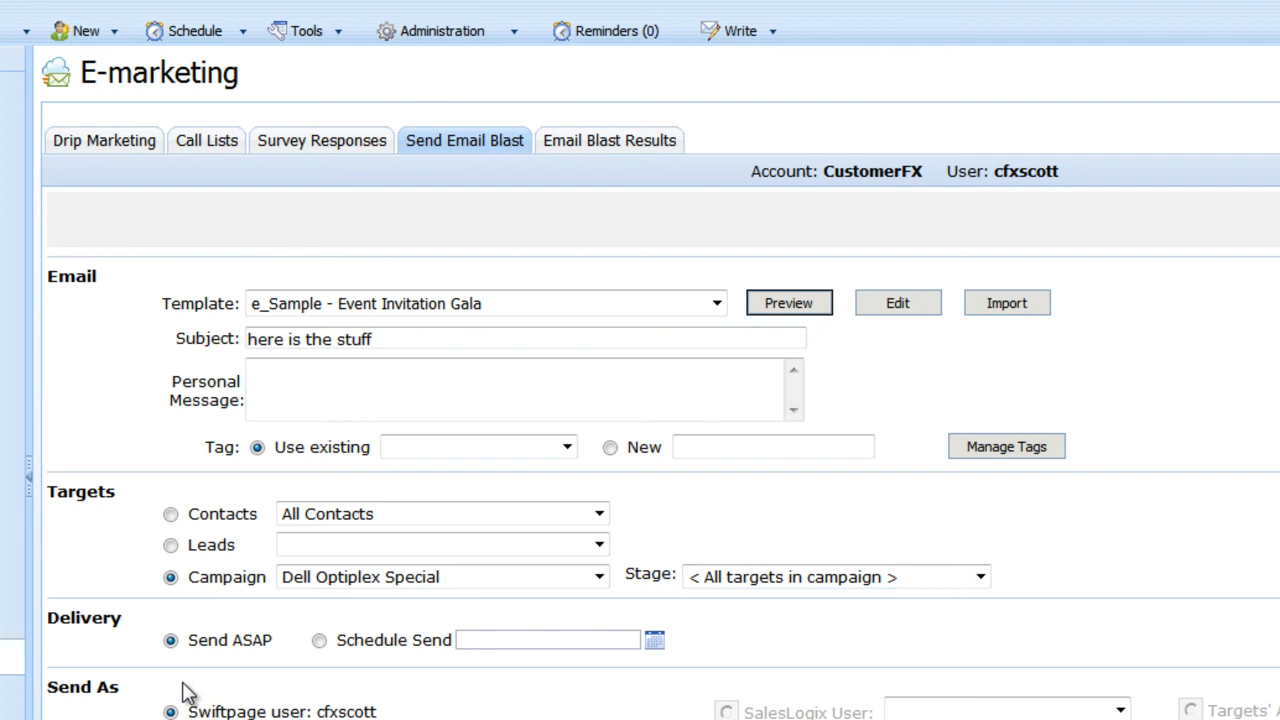 New Schedule Tools Administration Reminders (0) Write
E-marketing
Drip Marketing Call Lists Survey Responses Send Email Blast Email Blast Results
Account: CustomerFX User: cfxscott
Email
Template: e_Sample - Event Invitation Gala Preview Edit Import
Subject: here is the stuff
Personal
Message:
Tag: Use existing New Manage Tags
Targets
Contacts All Contacts
Leads
Campaign Dell Optiplex Special Stage: < All targets in campaign >
Delivery
Send ASAP Schedule Send
Send As
Swiftpage user: cfxscott SalesLogix User: Targets'